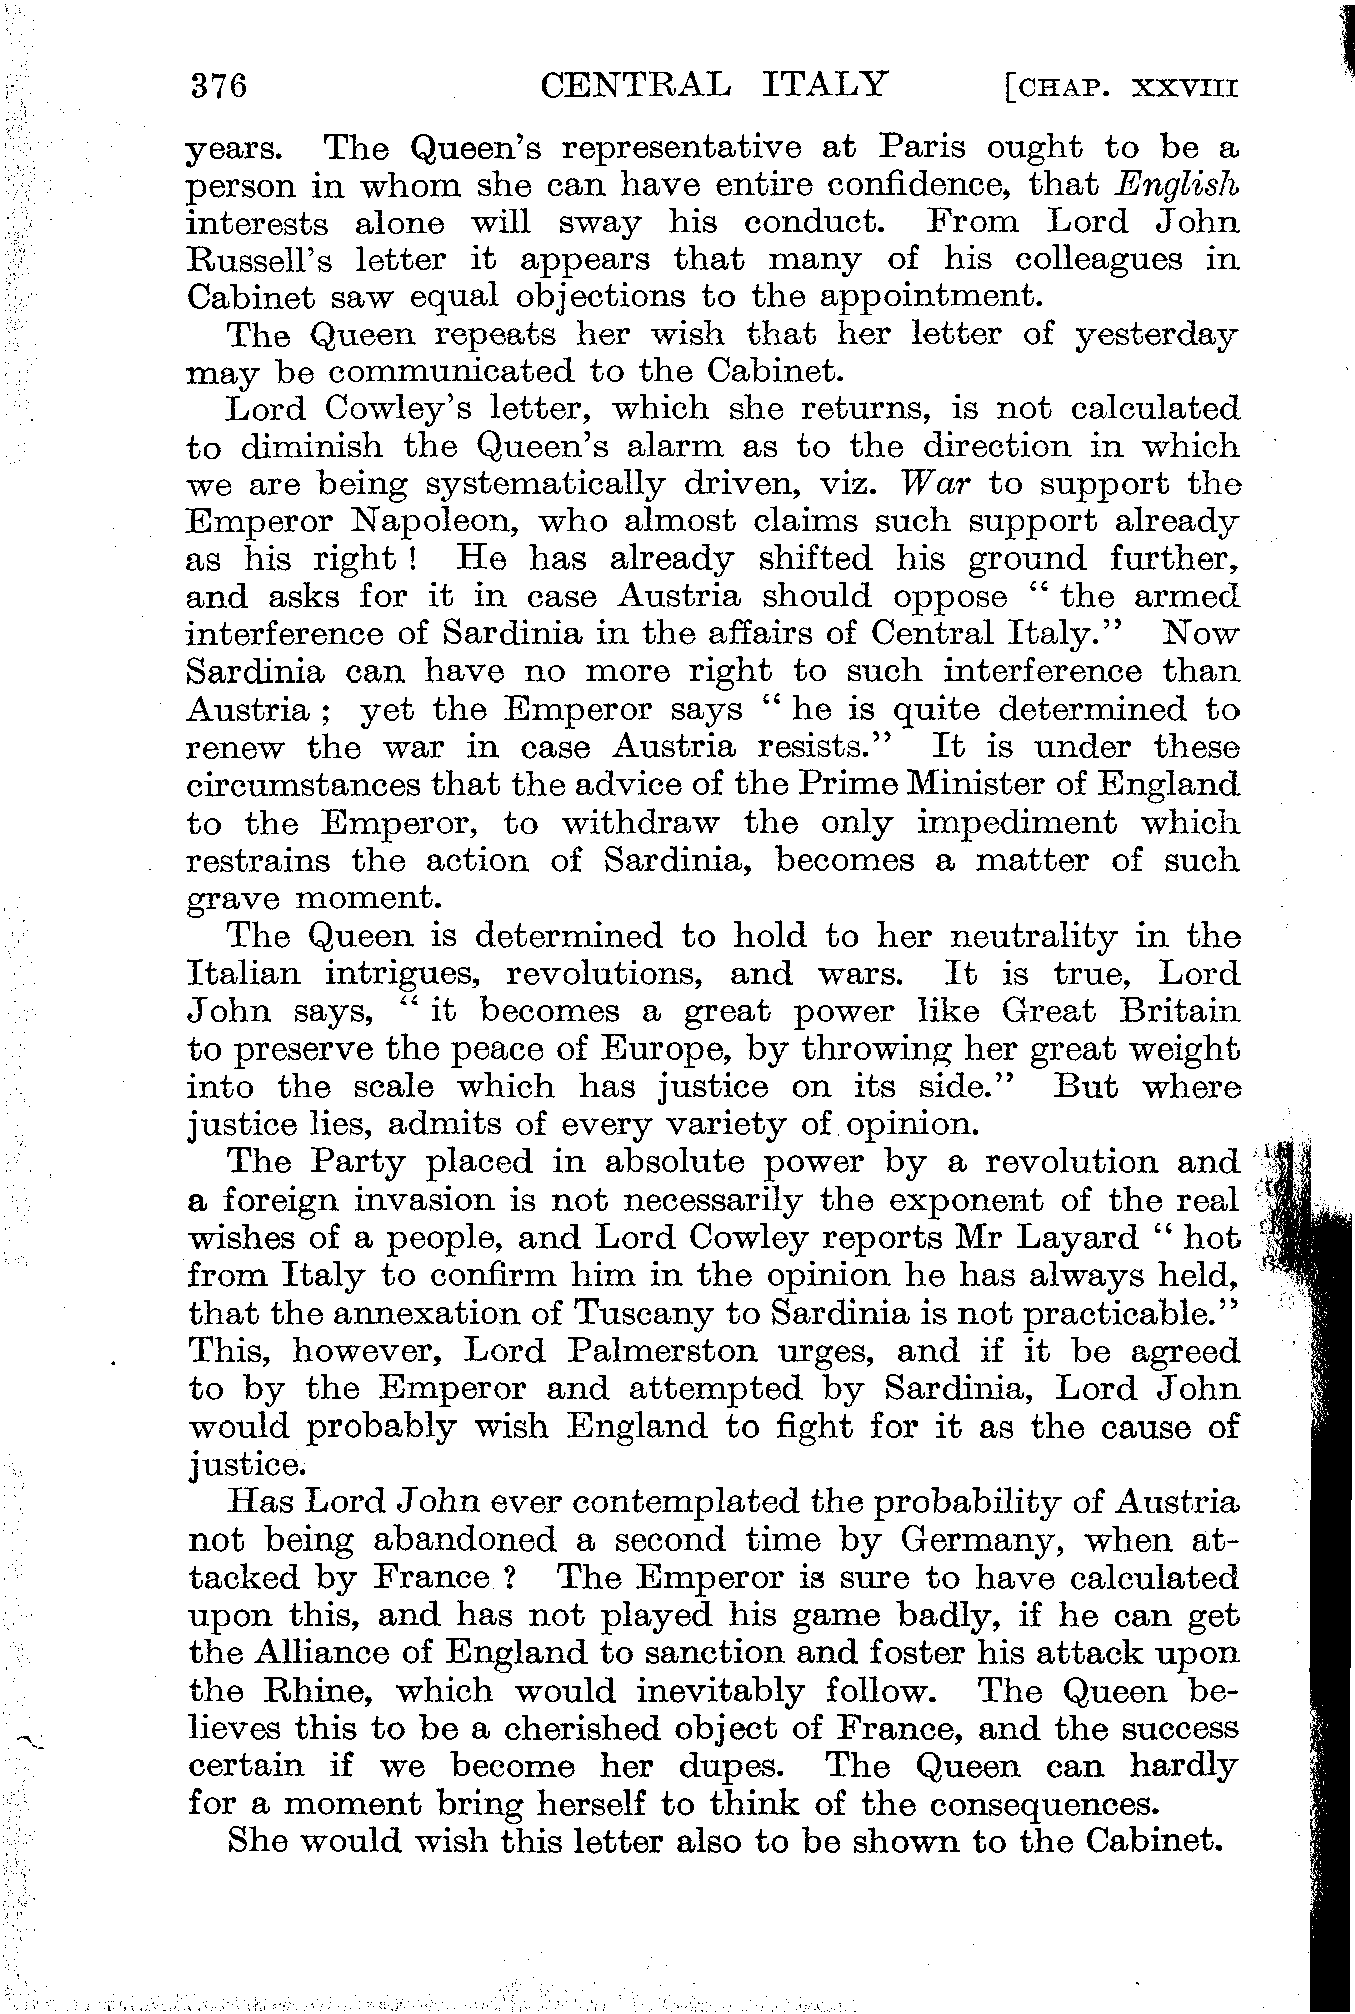 376 CENTRAL ITALY [CHAP. XXVIII
years. The Queen's representative at Paris ought to be a
person in whom she can have entire confidence, that English
interests alone will sway his conduct. From Lord John
Russell's letter it appears that many of his colleagues in
Cabinet saw equal objections to the appointment.
The Queen repeats her wish that her letter of yesterday
may be communicated to the Cabinet.
Lord Cowley's letter, which she returns, is not calculated
to diminish the Queen's alarm as to the direction in which
we are being systematically driven, viz. War to support the
Emperor Napoleon, who almost claims such support already
as his right ! He has already shifted his ground further,
and asks for it in case Austria should oppose " the armed
interference of Sardinia in the affairs of Central Italy." Now
Sardinia can have no more right to such interference than
Austria ; yet the Emperor says " he is quite determined to
renew the war in case Austria resists." It is under these
circumstances that the advice of the Prime Minister of England
to the Emperor, to withdraw the only impediment which
restrains the action of Sardinia, becomes a matter of such
grave moment.
The Queen is determined to hold to her neutrality in the
Italian intrigues, revolutions, and wars. It is true, Lord
John says, " it becomes a great power like Great Britain
to preserve the peace of Europe, by throwing her great weight
into the scale which has justice on its side." But where
justice lies, admits of every variety of opinion.
The Party placed in absolute power by a revolution and
a foreign invasion is not necessarily the exponent of the real
wishes of a people, and Lord Cowley reports Mr Layard " hot
from Italy to confirm him in the opinion he has always held,
that the annexation of Tuscany to Sardinia is not practicable."
This, however, Lord Palmerston urges, and if it be agreed
to by the Emperor and attempted by Sardinia, Lord John
would probably wish England to fight for it as the cause of
justice.
Has Lord John ever contemplated the probability of Austria
not being abandoned a second time by Germany, when at-
tacked by France ? The Emperor is sure to have calculated
upon this, and has not played his game badly, if he can get
the Alliance of England to sanction and foster his attack upon
the Rhine, which would inevitably follow. The Queen be-
lieves this to be a cherished object of France, and the success
certain if we become her dupes. The Queen can hardly
for a moment bring herself to think of the consequences.
She would wish this letter also to be shown to the Cabinet.